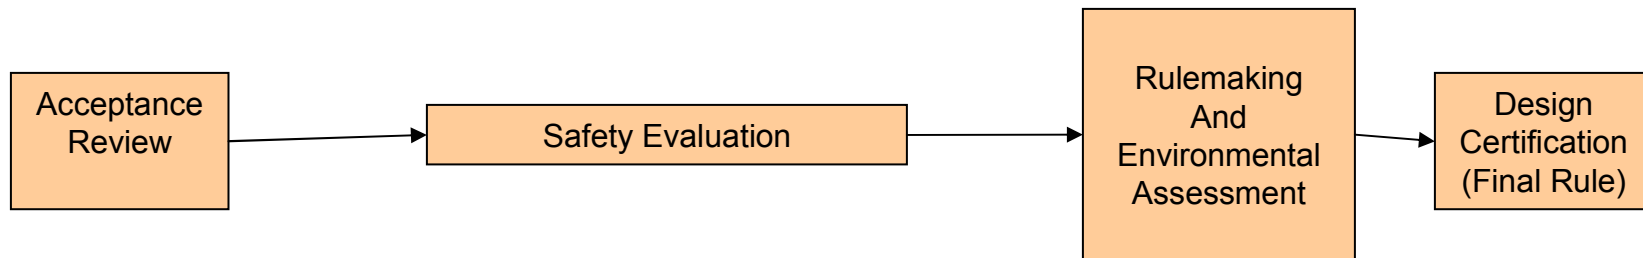 Acceptance
Review
Safety Evaluation
Rulemaking
And
Environmental
Assessment
Design
Certification
(Final Rule)